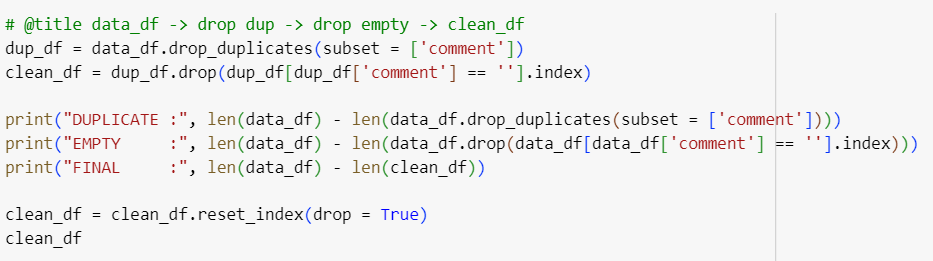 # @title data_df -> drop dup -> drop empty -> clean_df
dup_df = data_df.drop_duplicates(subset = ['comment'])
clean_df = dup_df.drop(dup_df[dup_df['comment'] == ''].index)
print("DUPLICATE :", len(data_df) - len(data_df.drop_duplicates(subset = ['comment'])))
print("EMPTY     :", len(data_df) - len(data_df.drop(data_df[data_df['comment'] == ''].index)))
print("FINAL     :", len(data_df) - len(clean_df))
clean_df = clean_df.reset_index(drop = True)
clean_df